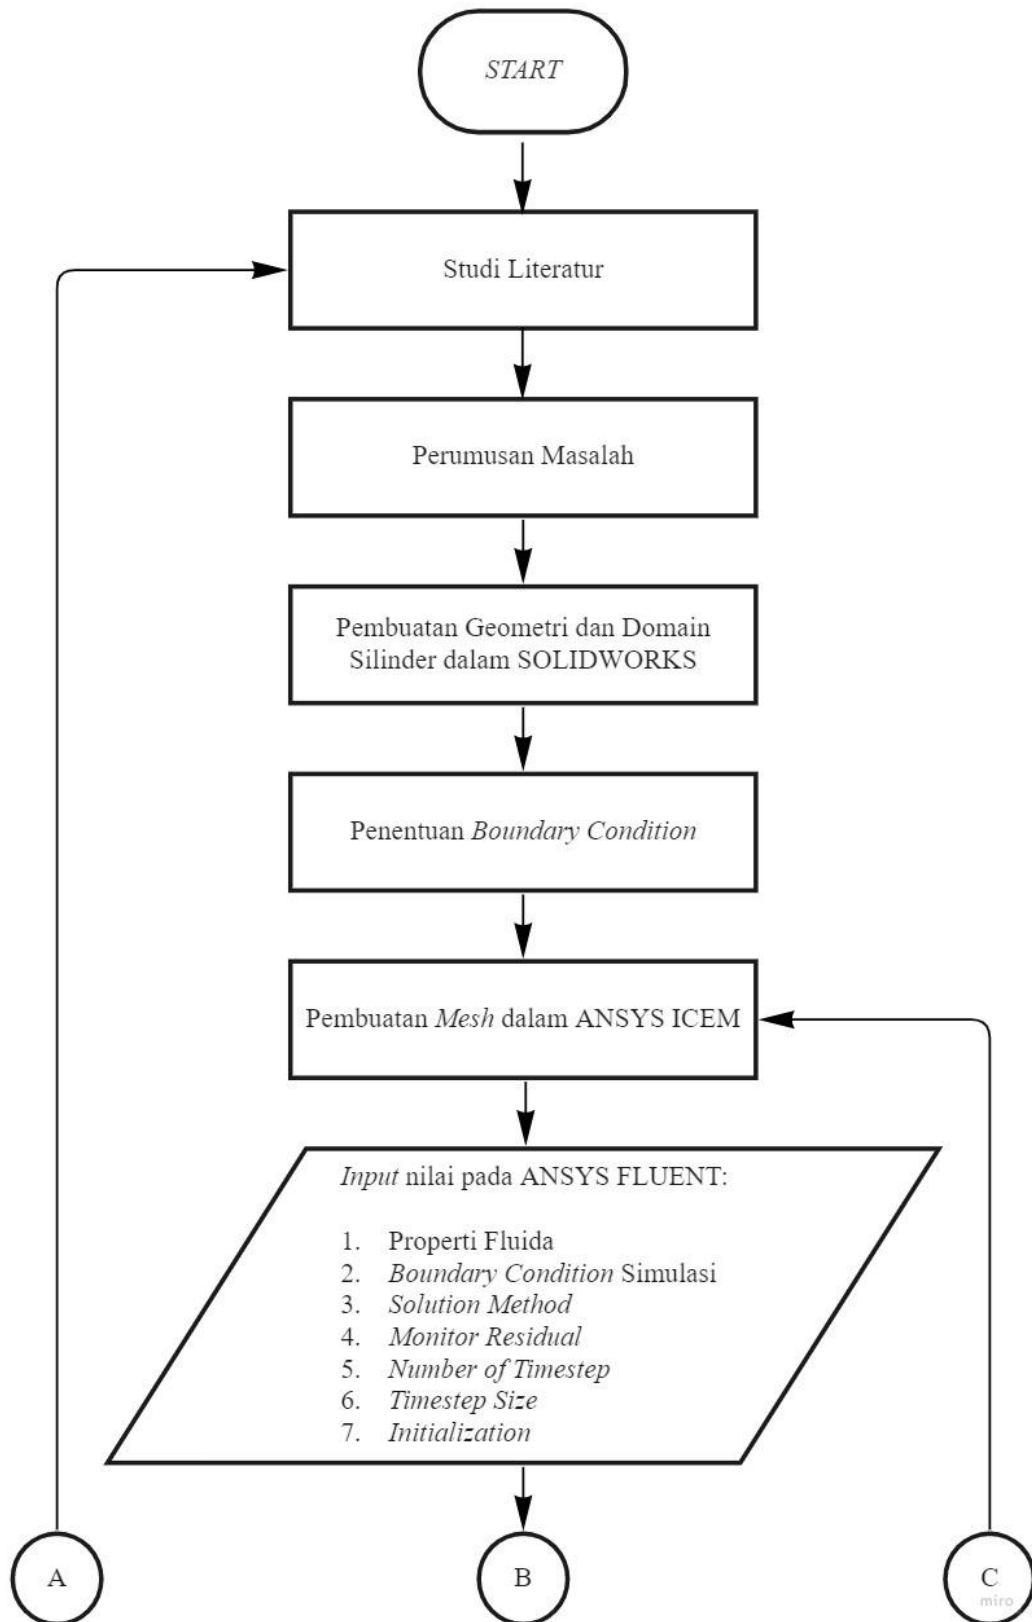 START
Studi Literatur
Perumusan Masalah
Pembuatan Geometri dan Domain
Silinder dalam SOLIDWORKS
Penentuan Boundary Condition
Pembuatan Mesh dalam ANSYS ICEM
Input nilai pada ANSYS FLUENT:
1. Properti Fluida
2. Boundary Condition Simulasi
3. Solution Method
4. Monitor Residual
5. Number of Timestep
6. Timestep Size
7. Initialization
A
B
C
miro